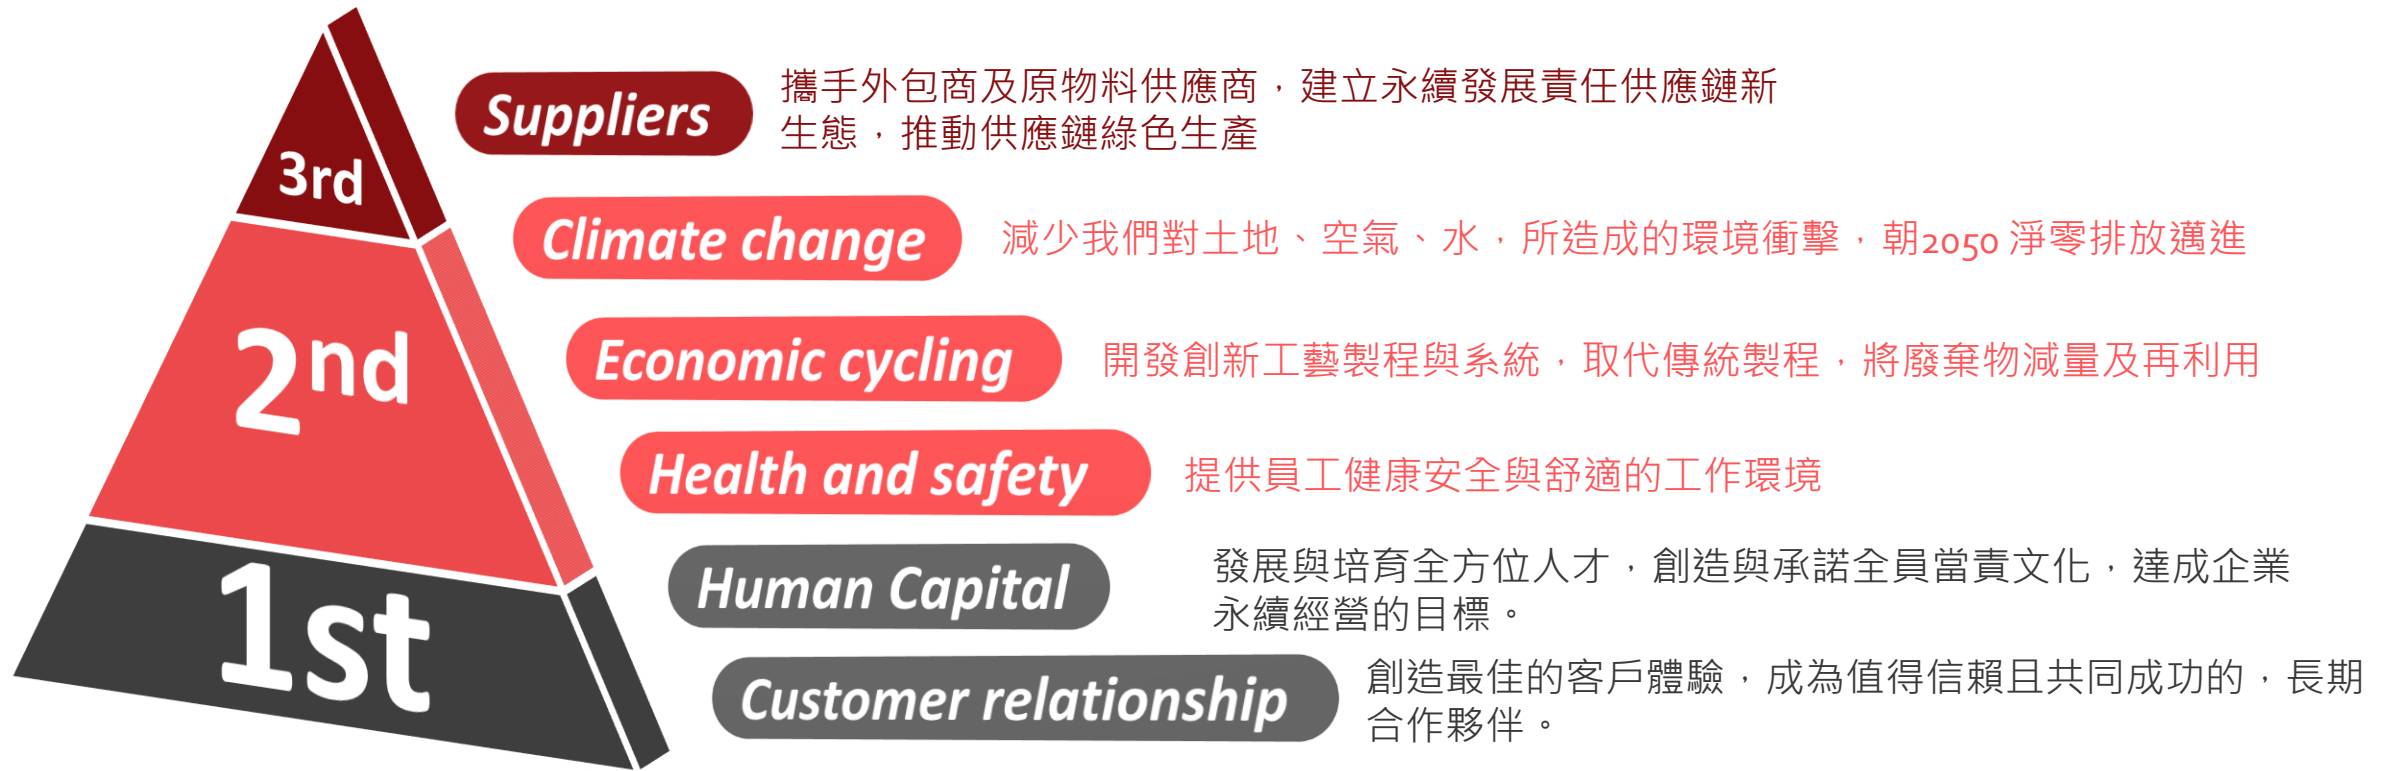 3rd
Suppliers
攜手外包商及原物料供應商，建立永續發展責任供應鏈新
生態，推動供應鏈綠色生產
Climate change
減少我們對土地、空氣、水，所造成的環境衝擊，朝2050 淨零排放邁進
2nd
Economic cycling
開發創新工藝製程與系統，取代傳統製程，將廢棄物減量及再利用
Health and safety
提供員工健康安全與舒適的工作環境
1st
Human Capital
發展與培育全方位人才，創造與承諾全員當責文化，達成企業
永續經營的目標。
Customer relationship
創造最佳的客戶體驗，成為值得信賴且共同成功的，長期
合作夥伴。